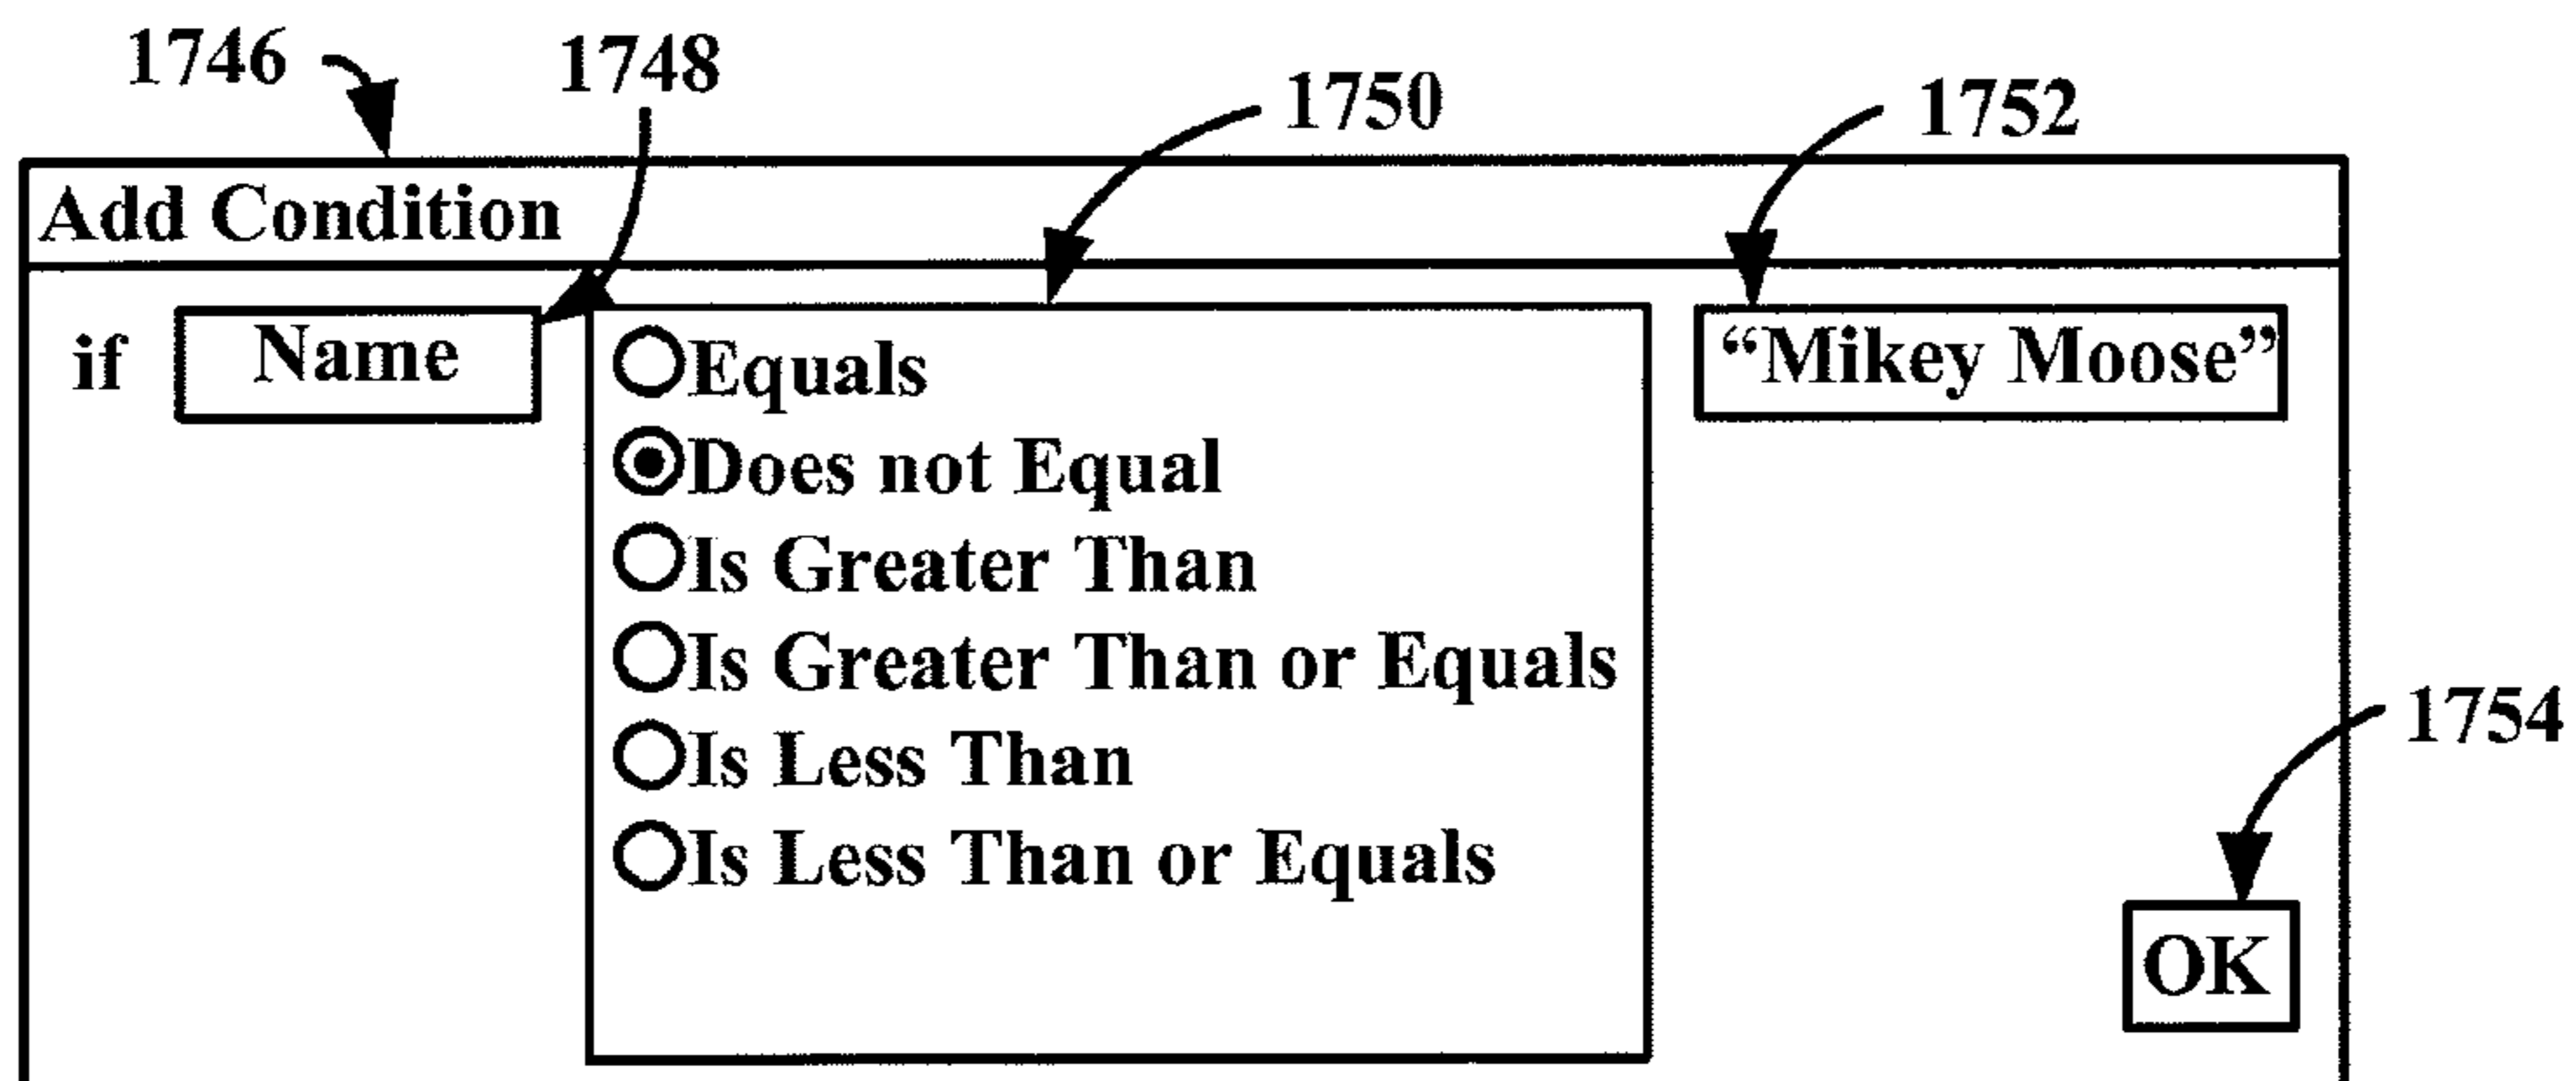 1746 1748 1750 1752
Add Condition
if Name Equals “Mikey Moose”
Does not Equal
Is Greater Than
Is Greater Than or Equals
Is Less Than
1754
Is Less Than or Equals
OK